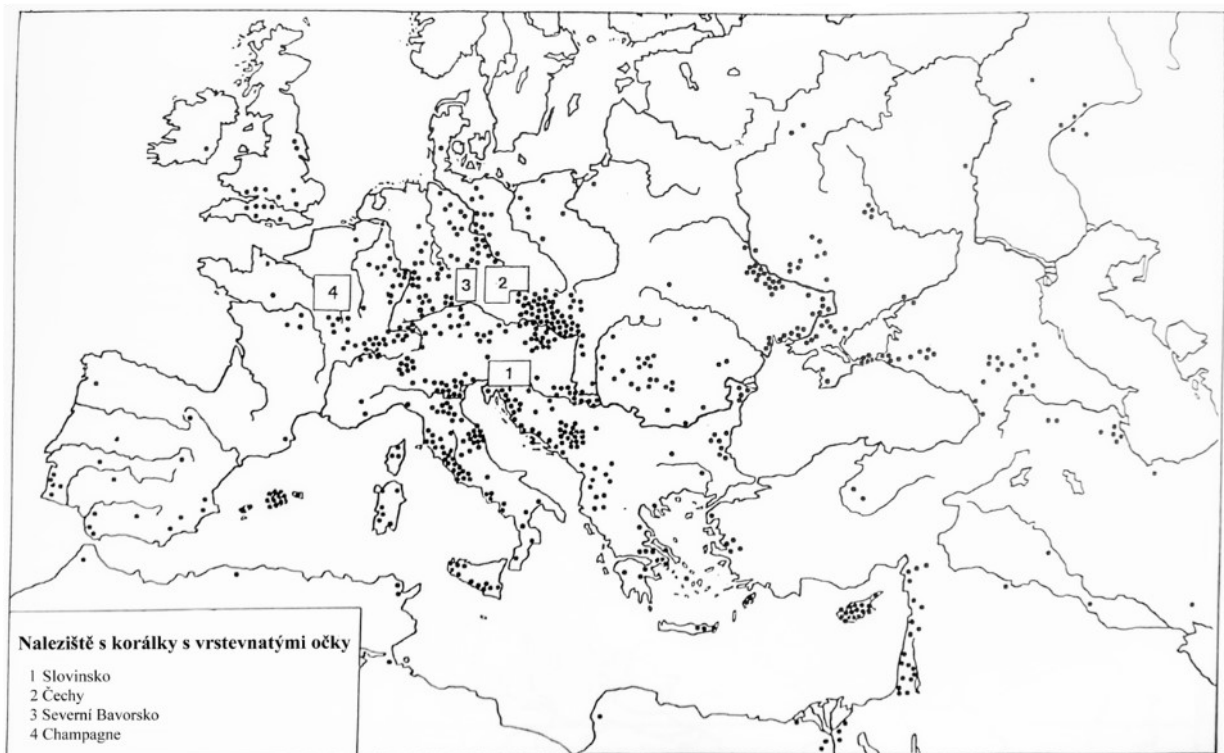 4
3
2
1
Naleziště s korálky s vrstevnatými očky
1 Slovinsko
2 Čechy
3 Severní Bavorsko
4 Champagne